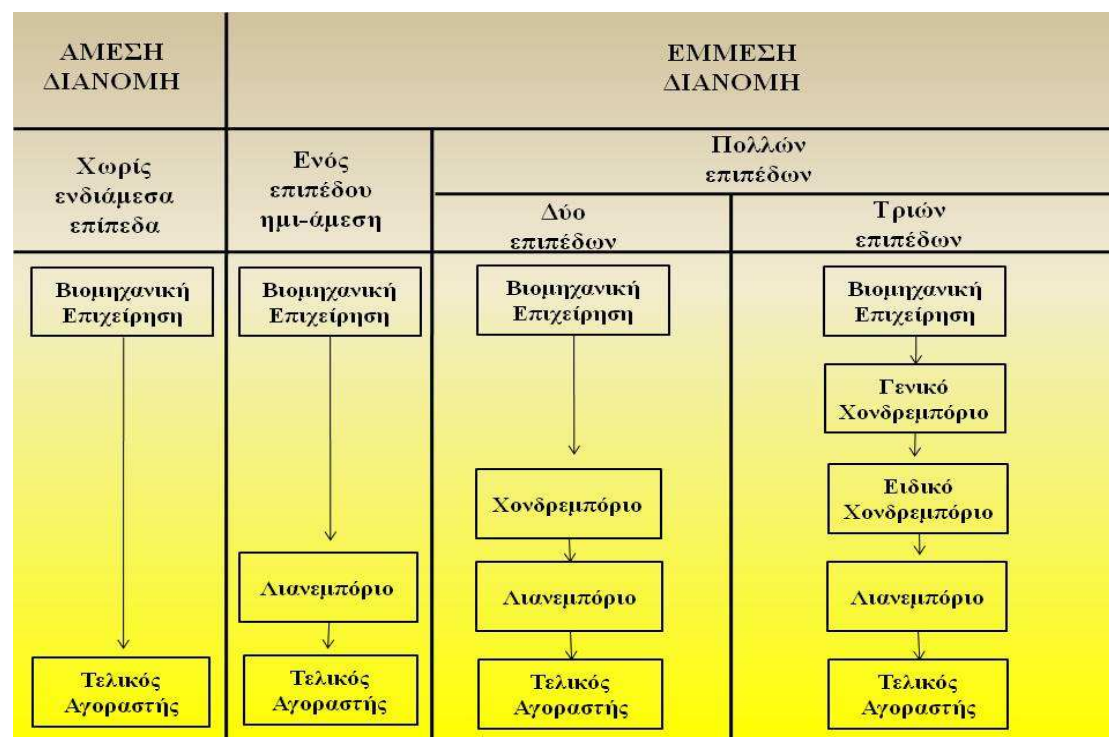 ΑΜΕΣΗ
ΔΙΑΝΟΜΗ
ΕΜΜΕΣΗ
ΔΙΑΝΟΜΗ
Χωρίς
ενδιάμεσα
επίπεδα
Ενός
επιπέδου
ημι-άμεση
Πολλών
επιπέδων
Δύο
επιπέδων
Τριών
επιπέδων
Βιομηχανική
Επιχείρηση
Τελικός
Αγοραστής
Βιομηχανική
Επιχείρηση
Λιανεμπόριο
Τελικός
Αγοραστής
Βιομηχανική
Επιχείρηση
Χονδρεμπόριο
Λιανεμπόριο
Τελικός
Αγοραστής
Βιομηχανική
Επιχείρηση
Γενικό
Χονδρεμπόριο
Ειδικό
Χονδρεμπόριο
Λιανεμπόριο
Τελικός
Αγοραστής